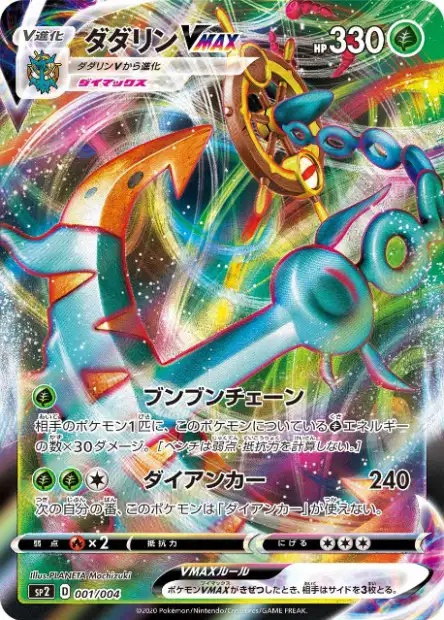 V進化
ダダリンVMAX
HP 330
ダダリンVから進化
ダイマックス
ブンブンチェーン
相手のポケモン1匹に、このポケモンについているエネルギー
の数×30ダメージ。[ベンチは弱点・抵抗力を計算しない。]
ダイアンカー 240
次の自分の番、このポケモンは「ダイアンカー」が使えない。
弱点 ×2 抵抗力 にげる
Illus. PLANETA Mochizuki
VMAXルール
SP2 D 001/004
ポケモンVMAXがきぜつしたとき、相手はサイドを3枚とる。
©2020 Pokémon/Nintendo/Creatures/GAME FREAK.